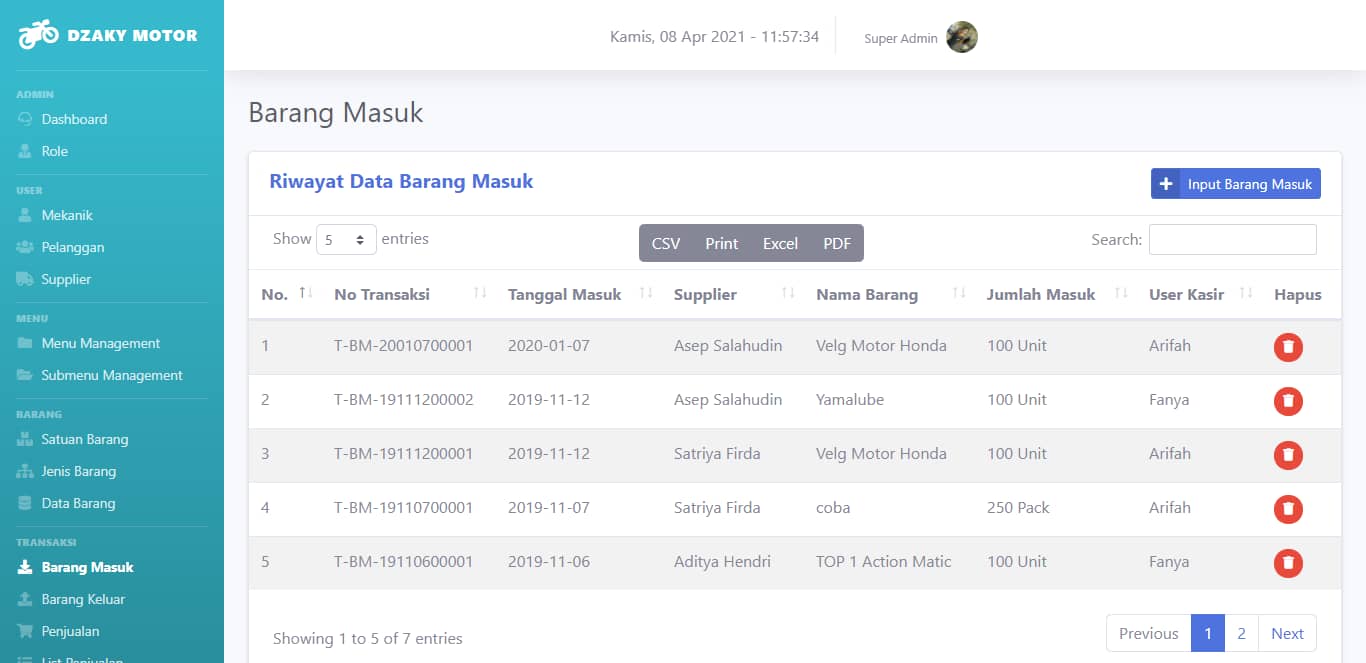 DZAKY MOTOR
Kamis, 08 Apr 2021 - 11:57:34
Super Admin
ADMIN
Dashboard
Role
USER
Mekanik
Pelanggan
Supplier
MENU
Menu Management
Submenu Management
BARANG
Satuan Barang
Jenis Barang
Data Barang
TRANSAKSI
Barang Masuk
Barang Keluar
Penjualan
List Penjualan
Barang Masuk
Riwayat Data Barang Masuk
Input Barang Masuk
Show 5 entries
CSV Print Excel PDF
Search:
No. No Transaksi Tanggal Masuk Supplier Nama Barang Jumlah Masuk User Kasir Hapus
1 T-BM-20010700001 2020-01-07 Asep Salahudin Velg Motor Honda 100 Unit Arifah
2 T-BM-19111200002 2019-11-12 Asep Salahudin Yamalube 100 Unit Fanya
3 T-BM-19111200001 2019-11-12 Satriya Firda Velg Motor Honda 100 Unit Arifah
4 T-BM-19110700001 2019-11-07 Satriya Firda coba 250 Pack Arifah
5 T-BM-19110600001 2019-11-06 Aditya Hendri TOP 1 Action Matic 100 Unit Fanya
Showing 1 to 5 of 7 entries
Previous 1 2 Next